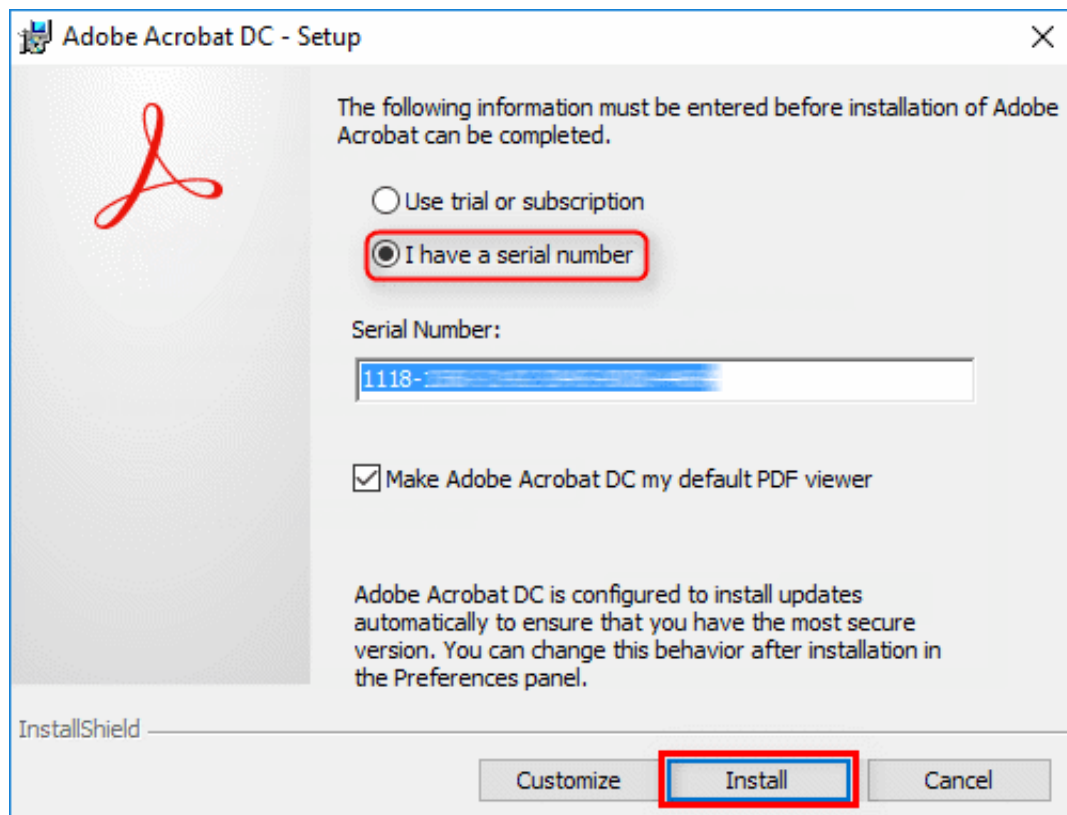 Adobe Acrobat DC - Setup
The following information must be entered before installation of Adobe
Acrobat can be completed.
Use trial or subscription
I have a serial number
Serial Number:
1118-
Make Adobe Acrobat DC my default PDF viewer
Adobe Acrobat DC is configured to install updates
automatically to ensure that you have the most secure
version. You can change this behavior after installation in
the Preferences panel.
InstallShield
Customize
Install
Cancel